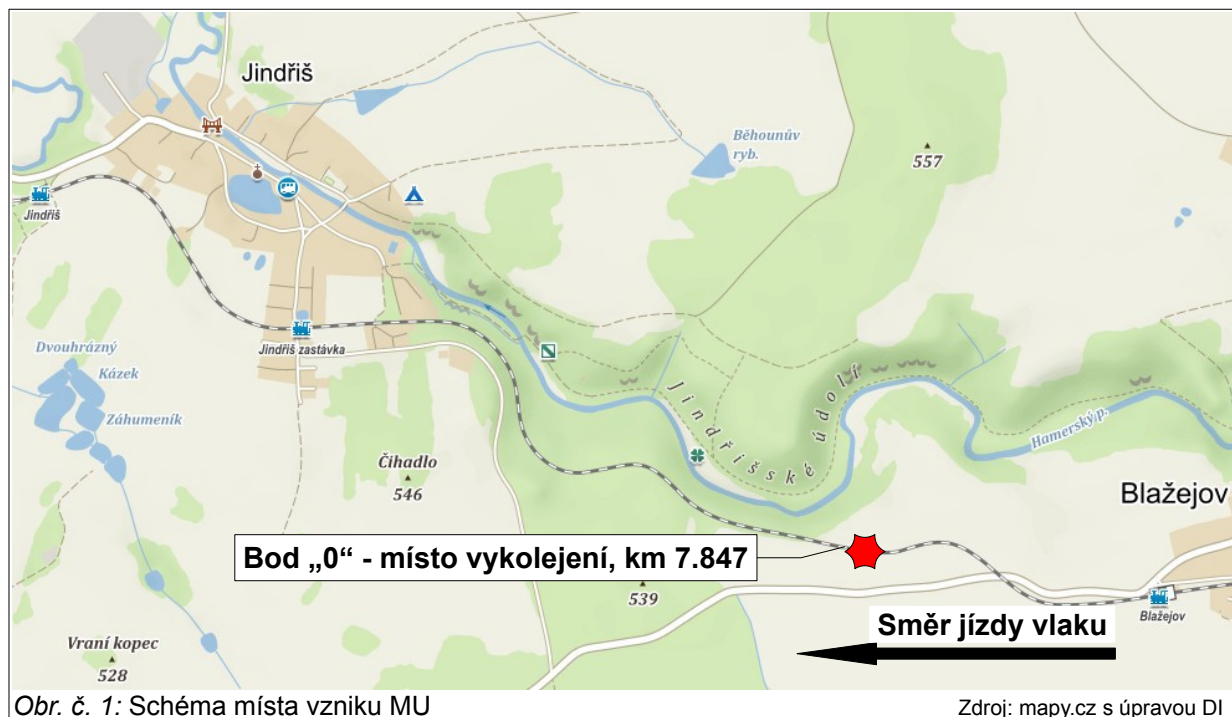 Jindřiš
Běhounův
ryb.
557
Jindřiš
Jindřiš zastávka
Dvouhrázný
Kázek
Záhumeník
Jindřišské údolí
Hamerský p.
Čihadlo
546
Blažejov
Bod „0“ - místo vykolejení, km 7.847
539
Blažejov
Směr jízdy vlaku
Vraní kopec
528
Obr. č. 1: Schéma místa vzniku MU
Zdroj: mapy.cz s úpravou DI